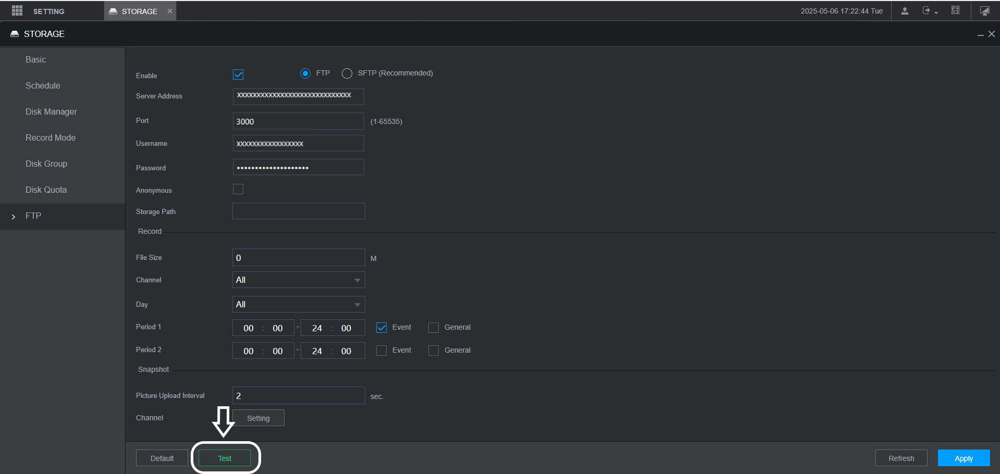 SETTING STORAGE × 2025-05-06 17:22:44 Tue
STORAGE
Basic
Schedule
Disk Manager
Record Mode
Disk Group
Disk Quota
FTP
Enable FTP SFTP (Recommended)
Server Address XXXXXXXXXXXXXXXXXXXXXXXXXXXXX
Port 3000 (1-65535)
Username XXXXXXXXXXXXXXXXX
Password ••••••••••••••••••••
Anonymous
Storage Path
Record
File Size 0 M
Channel All
Day All
Period 1 00 : 00 - 24 : 00 Event General
Period 2 00 : 00 - 24 : 00 Event General
Snapshot
Picture Upload Interval 2 sec.
Channel Setting
Default Test Refresh Apply